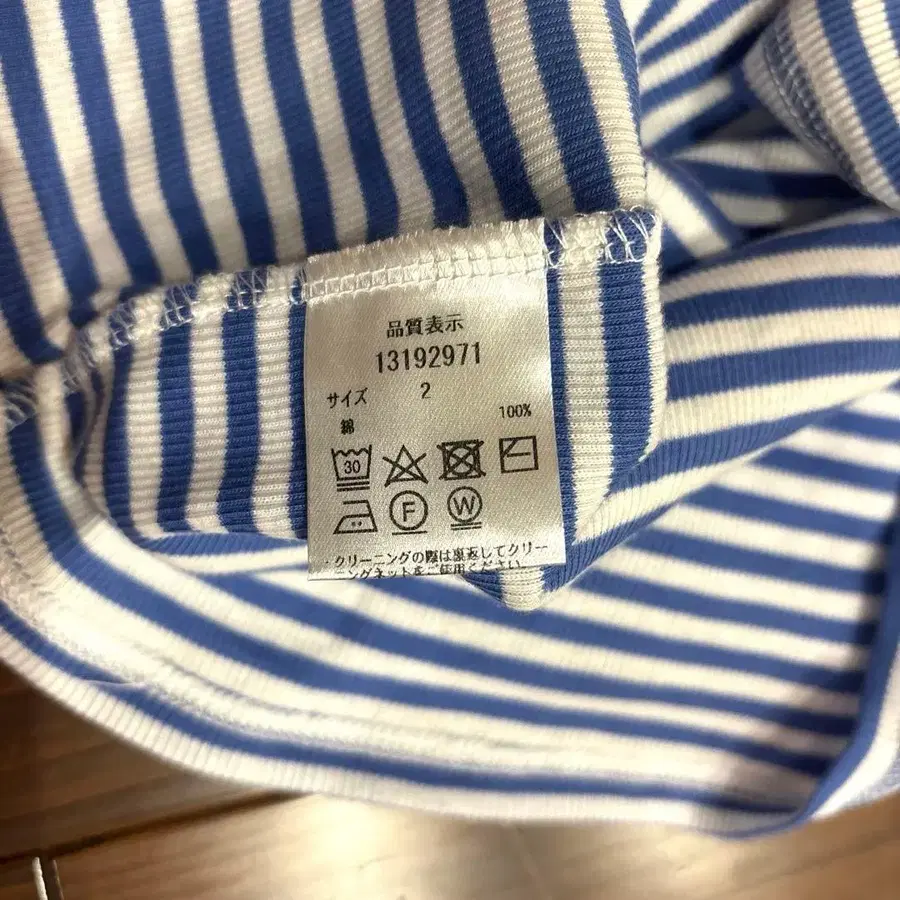 品質表示
13192971
サイズ 2
綿 100%
30
F W
・クリーニングの際は裏返してクリー
ニングネットをご使用ください